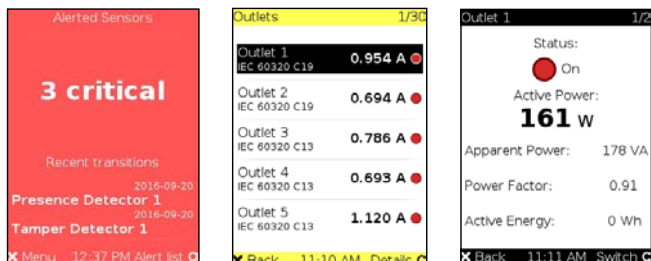 Alerted Sensors
3 critical
Recent transitions
2016-09-20
Presence Detector 1
2016-09-20
Tamper Detector 1
X Menu 12:37 PM Alert list O
Outlets 1/30
Outlet 1
IEC 60320 C19
0.954 A
Outlet 2
IEC 60320 C19
0.694 A
Outlet 3
IEC 60320 C13
0.786 A
Outlet 4
IEC 60320 C13
0.693 A
Outlet 5
IEC 60320 C13
1.120 A
X Back 11:10 AM Details
Outlet 1 1/2
Status:
On
Active Power:
161 W
Apparent Power: 178 VA
Power Factor: 0.91
Active Energy: 0 Wh
X Back 11:11 AM Switch